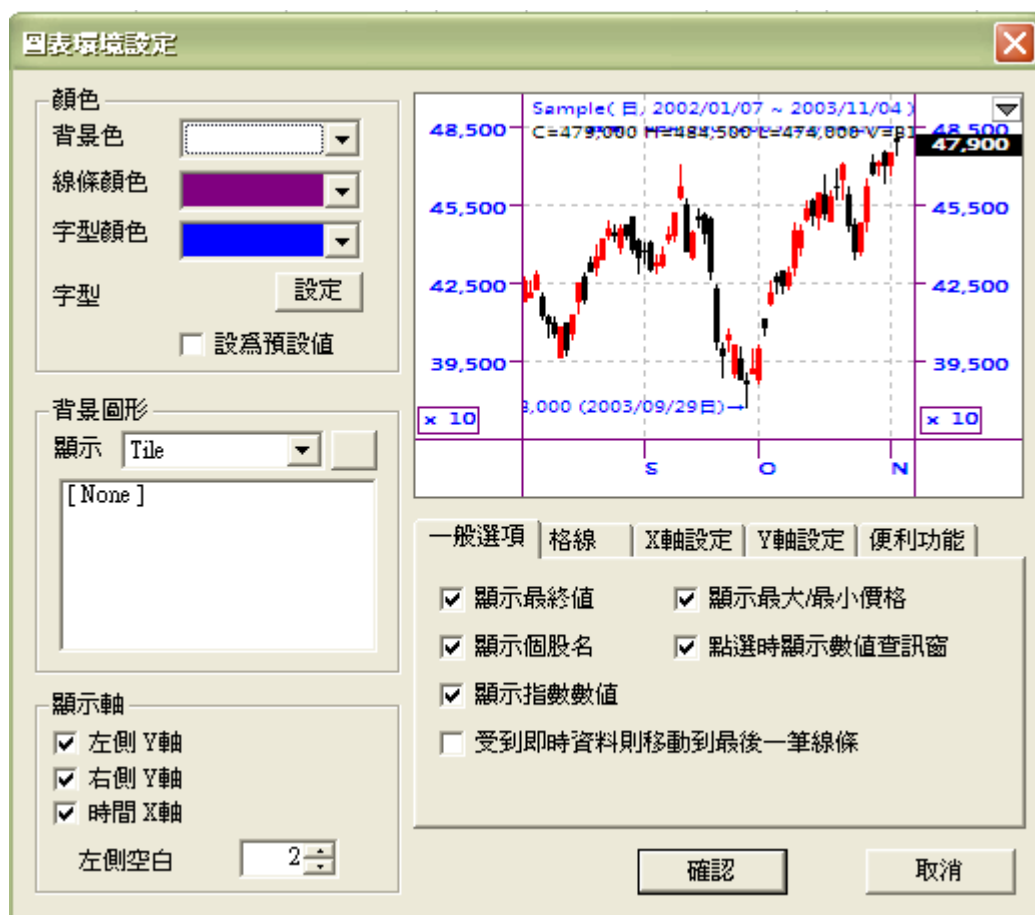 圖表環境設定
顏色
背景色
線條顏色
字型顏色
字型 設定
設為預設值
背景圖形
顯示 Tile
[ None ]
顯示軸
左側 Y軸
右側 Y軸
時間 X軸
左側空白 2
Sample( 日, 2002/01/07 ~ 2003/11/04 )
C=479,000 H=484,500 L=474,000
48,500 48,500
47,900
45,500 45,500
42,500 42,500
39,500 39,500
,000 (2003/09/29日)→
x 10 x 10
S O N
一般選項 格線 X軸設定 Y軸設定 便利功能
顯示最終值 顯示最大/最小價格
顯示個股名 點選時顯示數值查訊窗
顯示指數數值
受到即時資料則移動到最後一筆線條
確認 取消